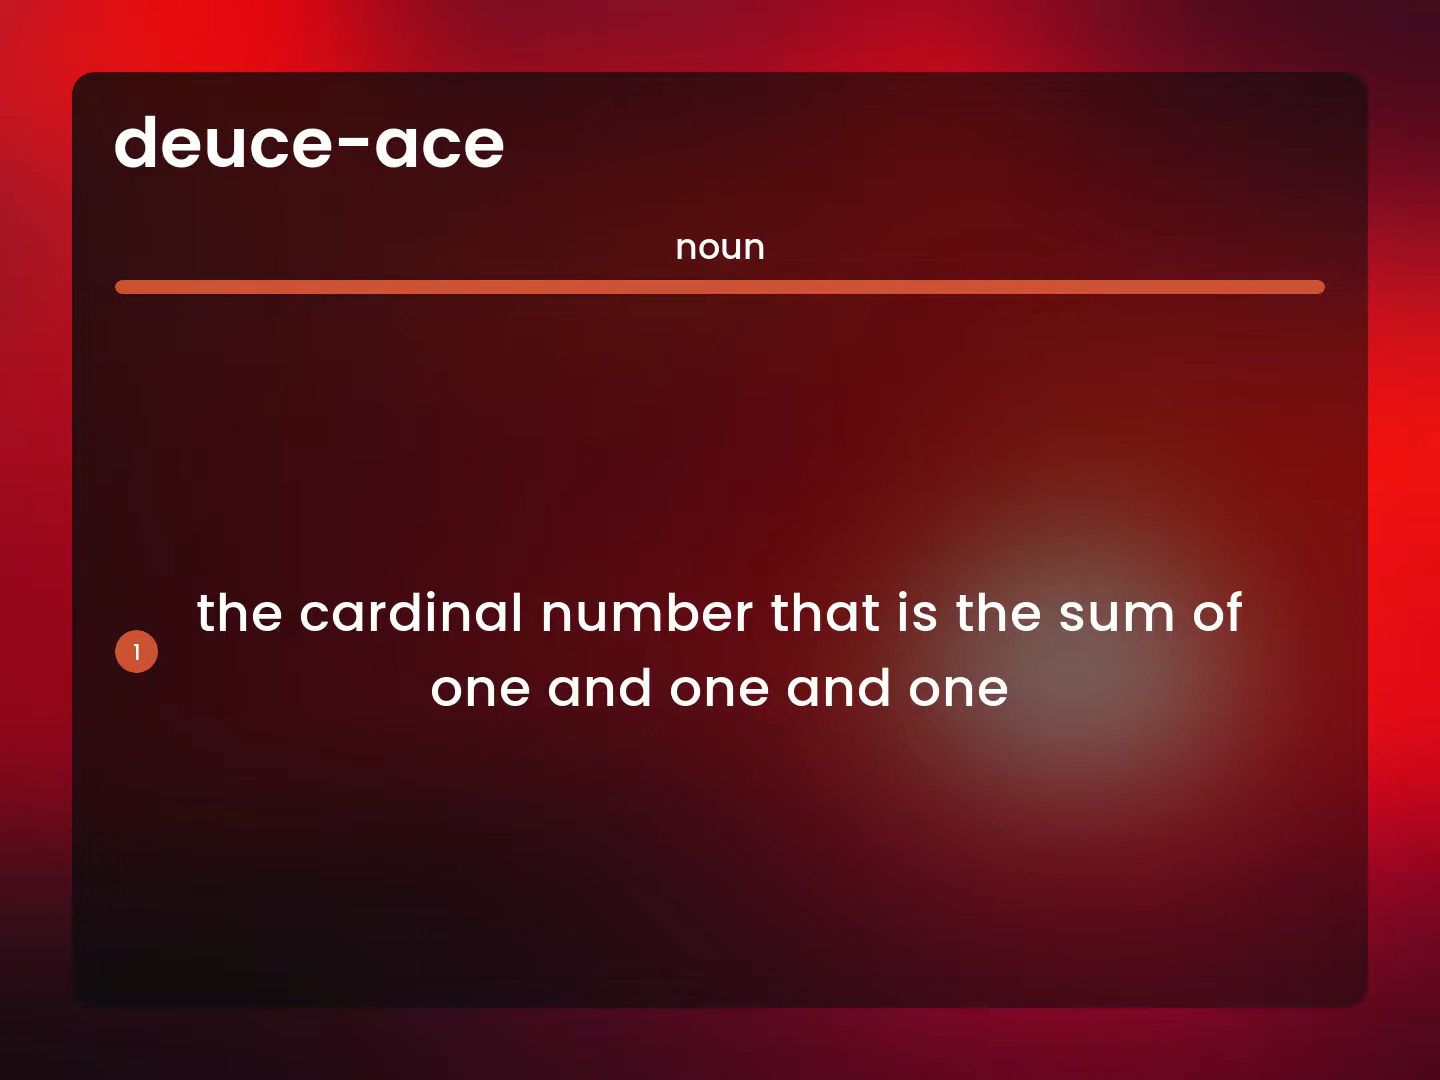 deuce-ace
noun
1
the cardinal number that is the sum of
one and one and one